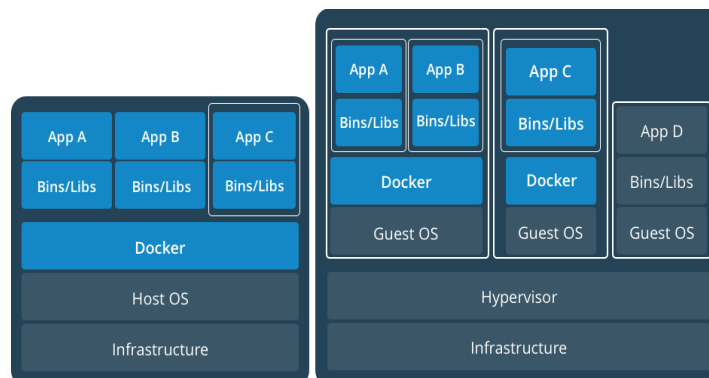 App A App B App C
Bins/Libs Bins/Libs Bins/Libs
Docker
Host OS
Infrastructure
App A App B App C
Bins/Libs Bins/Libs Bins/Libs
App D
Docker Docker Bins/Libs
Guest OS Guest OS Guest OS
Hypervisor
Infrastructure